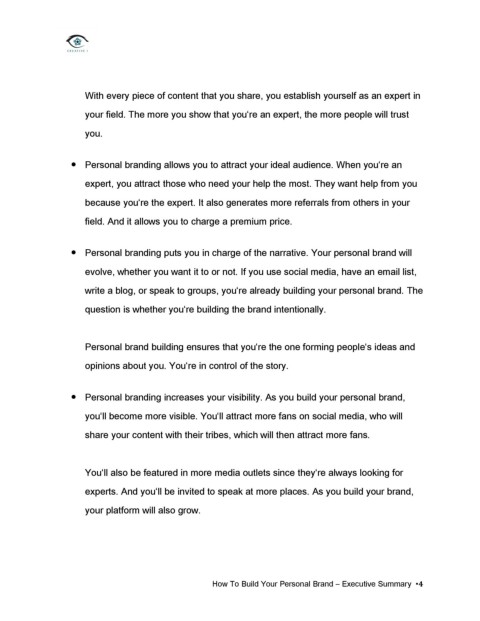 With every piece of content that you share, you establish yourself as an expert in
your field. The more you show that you're an expert, the more people will trust
you.
• Personal branding allows you to attract your ideal audience. When you're an
expert, you attract those who need your help the most. They want help from you
because you're the expert. It also generates more referrals from others in your
field. And it allows you to charge a premium price.
• Personal branding puts you in charge of the narrative. Your personal brand will
evolve, whether you want it to or not. If you use social media, have an email list,
write a blog, or speak to groups, you're already building your personal brand. The
question is whether you're building the brand intentionally.
Personal brand building ensures that you're the one forming people's ideas and
opinions about you. You're in control of the story.
• Personal branding increases your visibility. As you build your personal brand,
you'll become more visible. You'll attract more fans on social media, who will
share your content with their tribes, which will then attract more fans.
You'll also be featured in more media outlets since they're always looking for
experts. And you'll be invited to speak at more places. As you build your brand,
your platform will also grow.
How To Build Your Personal Brand – Executive Summary •4